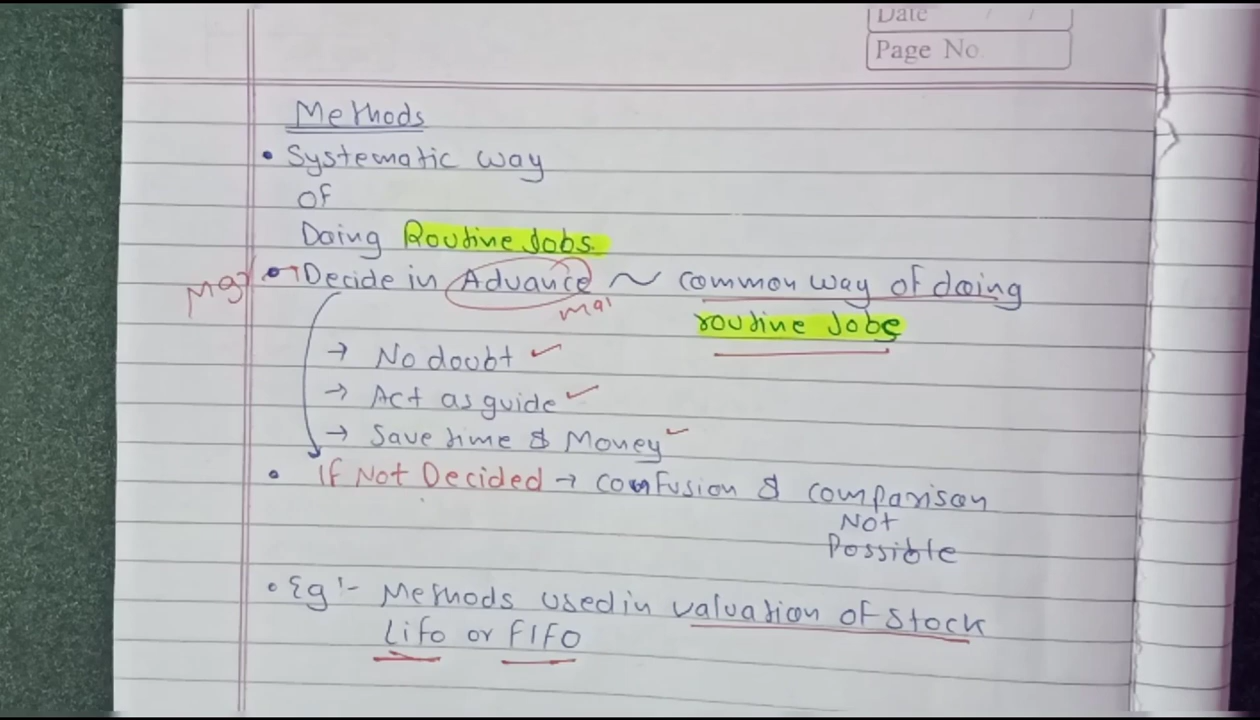 Date / /
Page No.
Methods
• Systematic way
of
Doing Routine Jobs.
• Decide in Advance ~ common way of doing
routine Jobs
→ No doubt ✓
→ Act as guide ✓
→ Save time & Money ✓
• If Not Decided → confusion & comparison
Not
Possible
• Eg:- Methods used in valuation of Stock
Lifo or FIFO